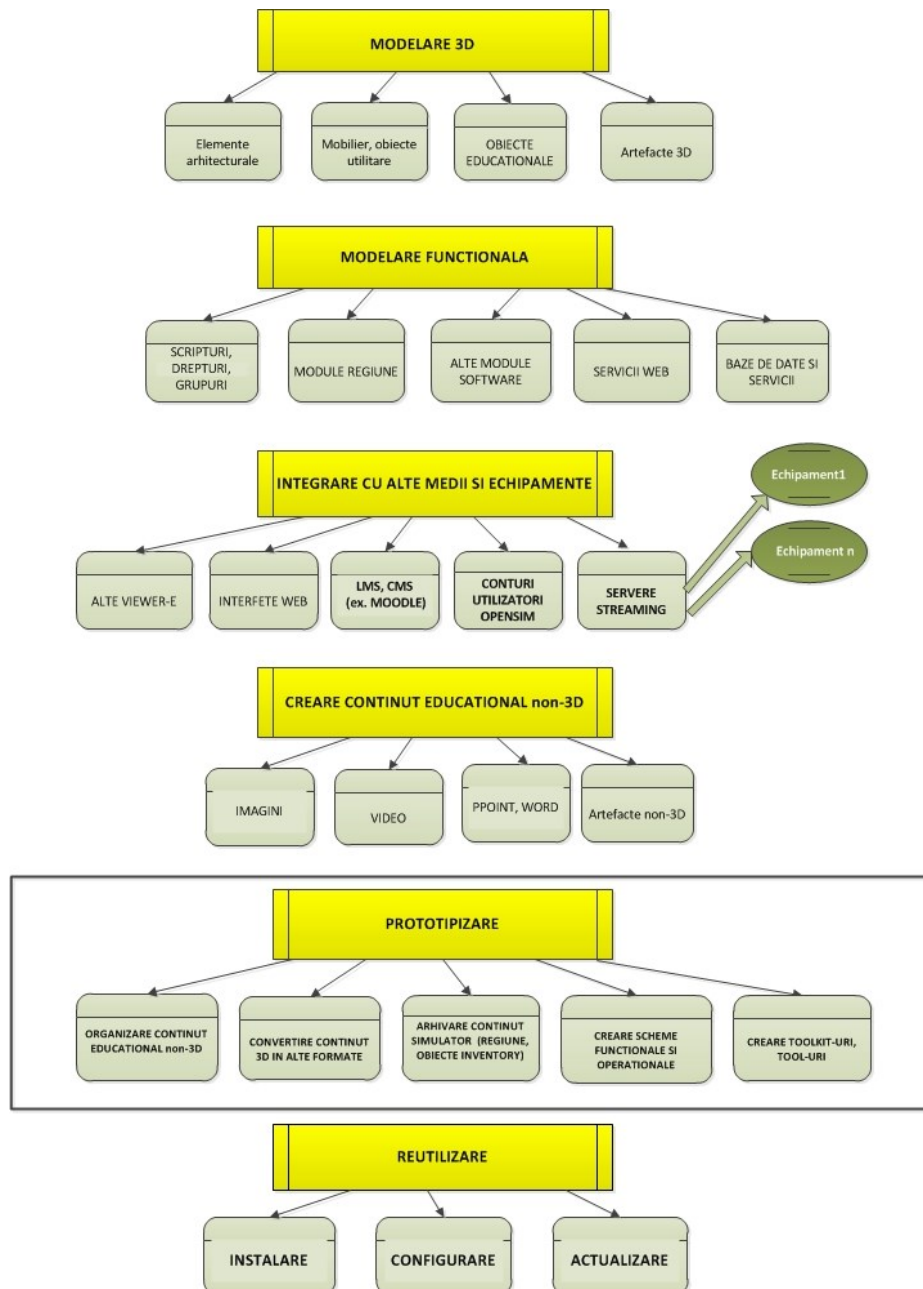 MODELARE 3D
Elemente
arhitecturale
Mobilier, obiecte
utilitare
OBIECTE
EDUCATIONALE
Artefacte 3D
MODELARE FUNCTIONALA
SCRIPTURI,
DREPTURI,
GRUPURI
MODULE REGIUNE
ALTE MODULE
SOFTWARE
SERVICII WEB
BAZE DE DATE SI
SERVICII
INTEGRARE CU ALTE MEDII SI ECHIPAMENTE
Echipament1
Echipament n
ALTE VIEWER-E
INTERFETE WEB
LMS, CMS
(ex. MOODLE)
CONTURI
UTILIZATORI
OPENSIM
SERVERE
STREAMING
CREARE CONTINUT EDUCATIONAL non-3D
IMAGINI
VIDEO
PPOINT, WORD
Artefacte non-3D
PROTOTIPIZARE
ORGANIZARE CONTINUT
EDUCATIONAL non-3D
CONVERTIRE CONTINUT
3D IN ALTE FORMATE
ARHIVARE CONTINUT
SIMULATOR (REGIUNE,
OBIECTE INVENTORY)
CREARE SCHEME
FUNCTIONALE SI
OPERATIONALE
CREARE TOOLKIT-URI,
TOOL-URI
REUTILIZARE
INSTALARE
CONFIGURARE
ACTUALIZARE